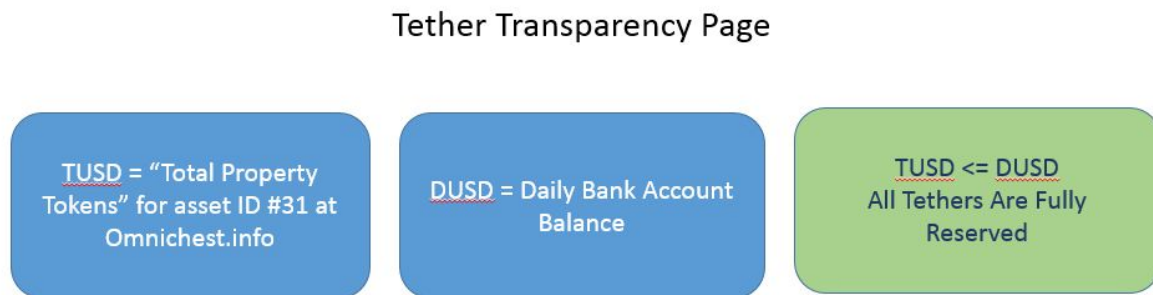 Tether Transparency Page
TUSD = “Total Property
Tokens” for asset ID #31 at
Omnichest.info
DUSD = Daily Bank Account
Balance
TUSD <= DUSD
All Tethers Are Fully
Reserved